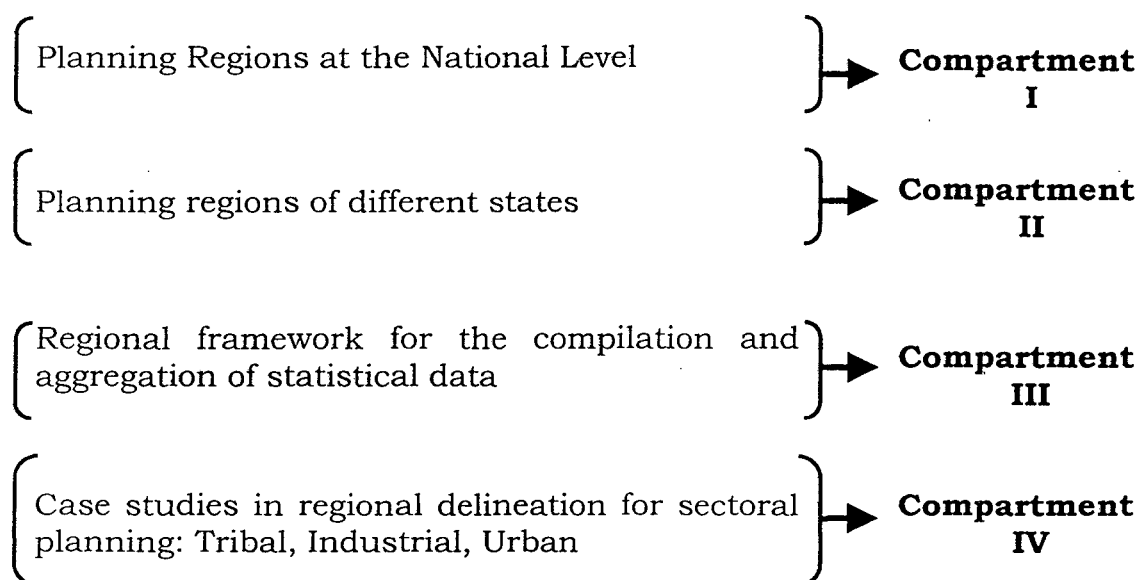 Planning Regions at the National Level
Compartment
I
Planning regions of different states
Compartment
II
Regional framework for the compilation and
aggregation of statistical data
Compartment
III
Case studies in regional delineation for sectoral
planning: Tribal, Industrial, Urban
Compartment
IV